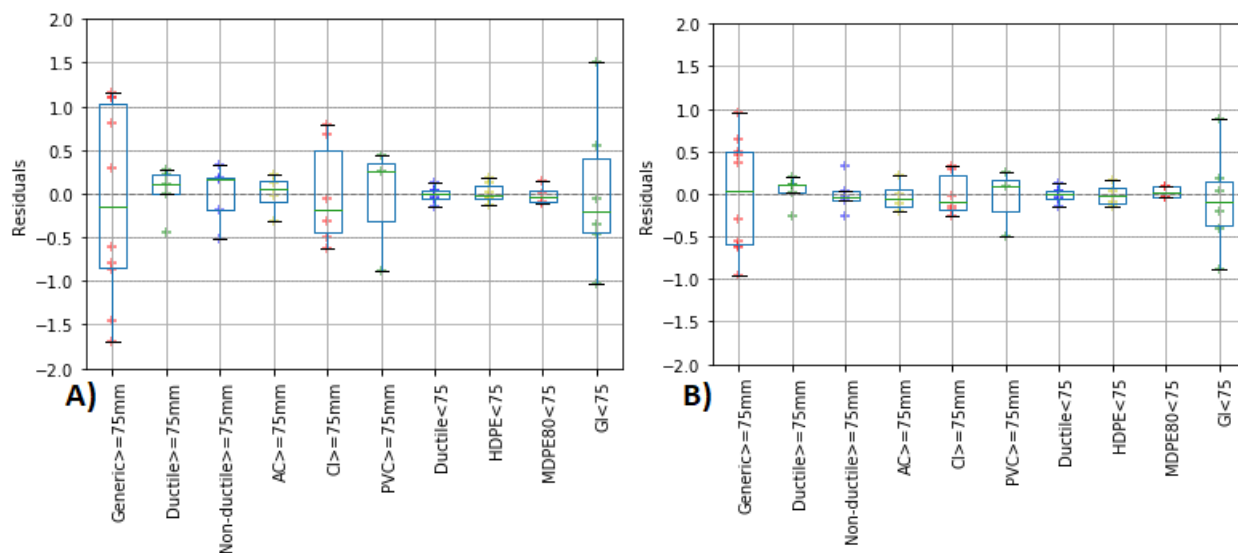 2.0
1.5
1.0
0.5
0.0
−0.5
−1.0
−1.5
−2.0
Residuals
A)
Generic>=75mm
Ductile>=75mm
Non-ductile>=75mm
AC>=75mm
CI>=75mm
PVC>=75mm
Ductile<75
HDPE<75
MDPE80<75
GI<75
2.0
1.5
1.0
0.5
0.0
−0.5
−1.0
−1.5
−2.0
Residuals
B)
Generic>=75mm
Ductile>=75mm
Non-ductile>=75mm
AC>=75mm
CI>=75mm
PVC>=75mm
Ductile<75
HDPE<75
MDPE80<75
GI<75